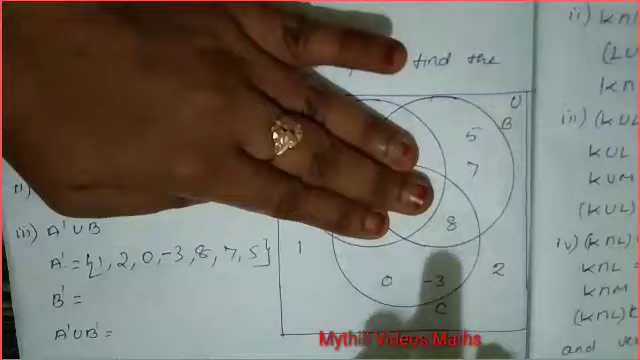 find the
U
B
5
7
8
ii)
iii) A' ∪ B
A' = {1, 2, 0, -3, 8, 7, 5}
B' =
A' ∪ B' =
1
0 -3
2
C
ii) K∩
K∩
iii) (K∪L
K∪L
K∪M
(K∪L)
iv) (K∩L)
K∩L =
K∩M
(K∩L)
and
Mythili Videos Maths